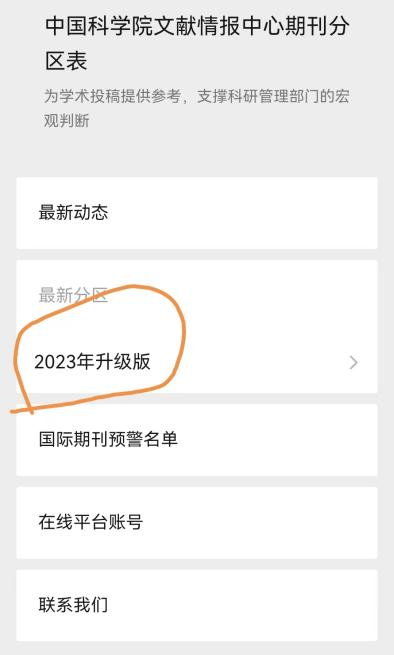 中国科学院文献情报中心期刊分
区表
为学术投稿提供参考，支撑科研管理部门的宏
观判断
最新动态
最新分区
2023年升级版
国际期刊预警名单
在线平台账号
联系我们